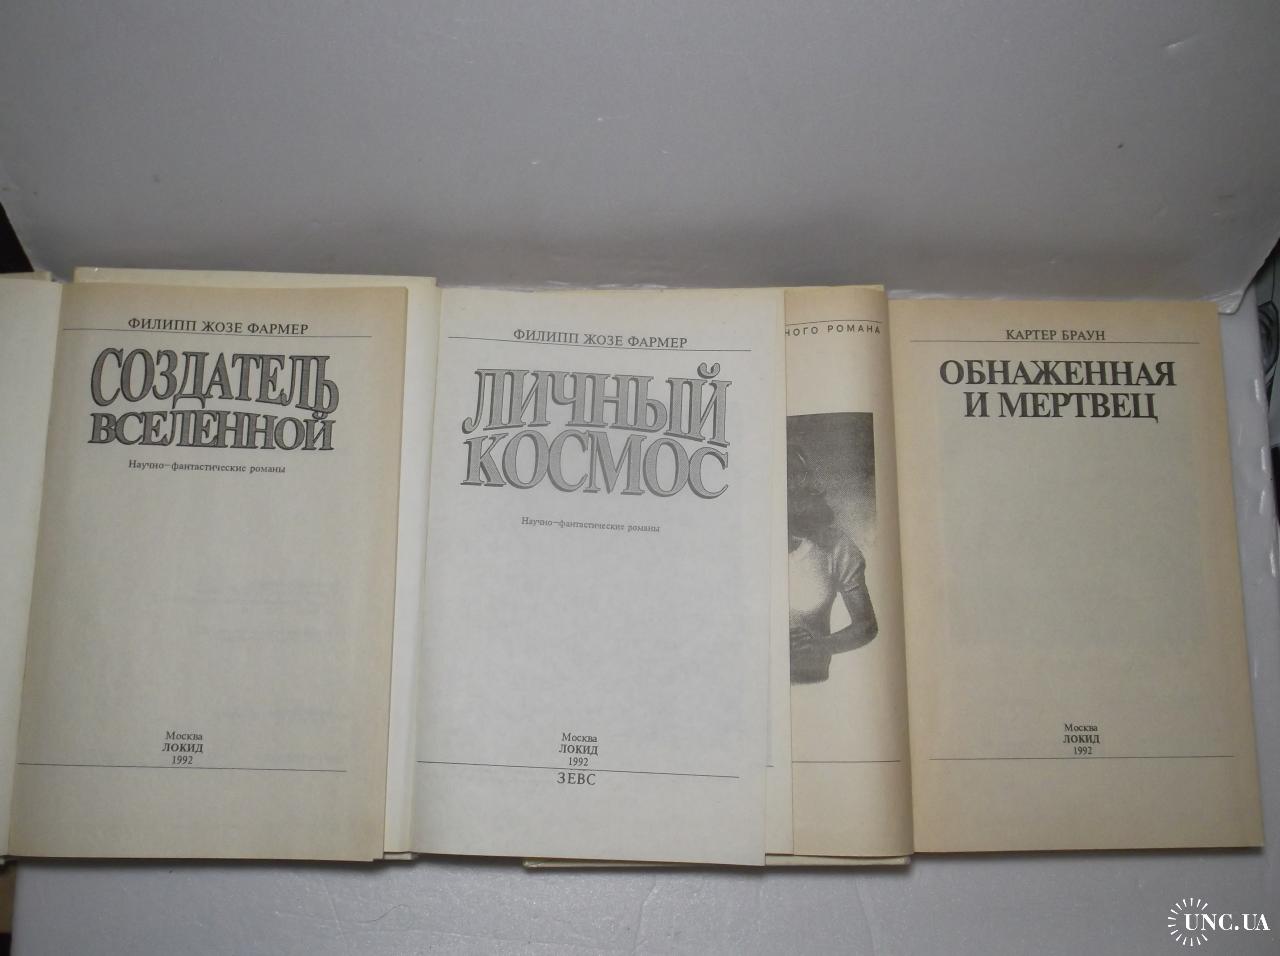 ФИЛИПП ЖОЗЕ ФАРМЕР
СОЗДАТЕЛЬ
ВСЕЛЕННОЙ
Научно-фантастические романы
Москва
ЛОКИД
1992
ФИЛИПП ЖОЗЕ ФАРМЕР
ЛИЧНЫЙ
КОСМОС
Научно-фантастические романы
Москва
ЛОКИД
1992
ЗЕВС
НОГО РОМАНА
КАРТЕР БРАУН
ОБНАЖЕННАЯ
И МЕРТВЕЦ
Москва
ЛОКИД
1992
UNC.UA